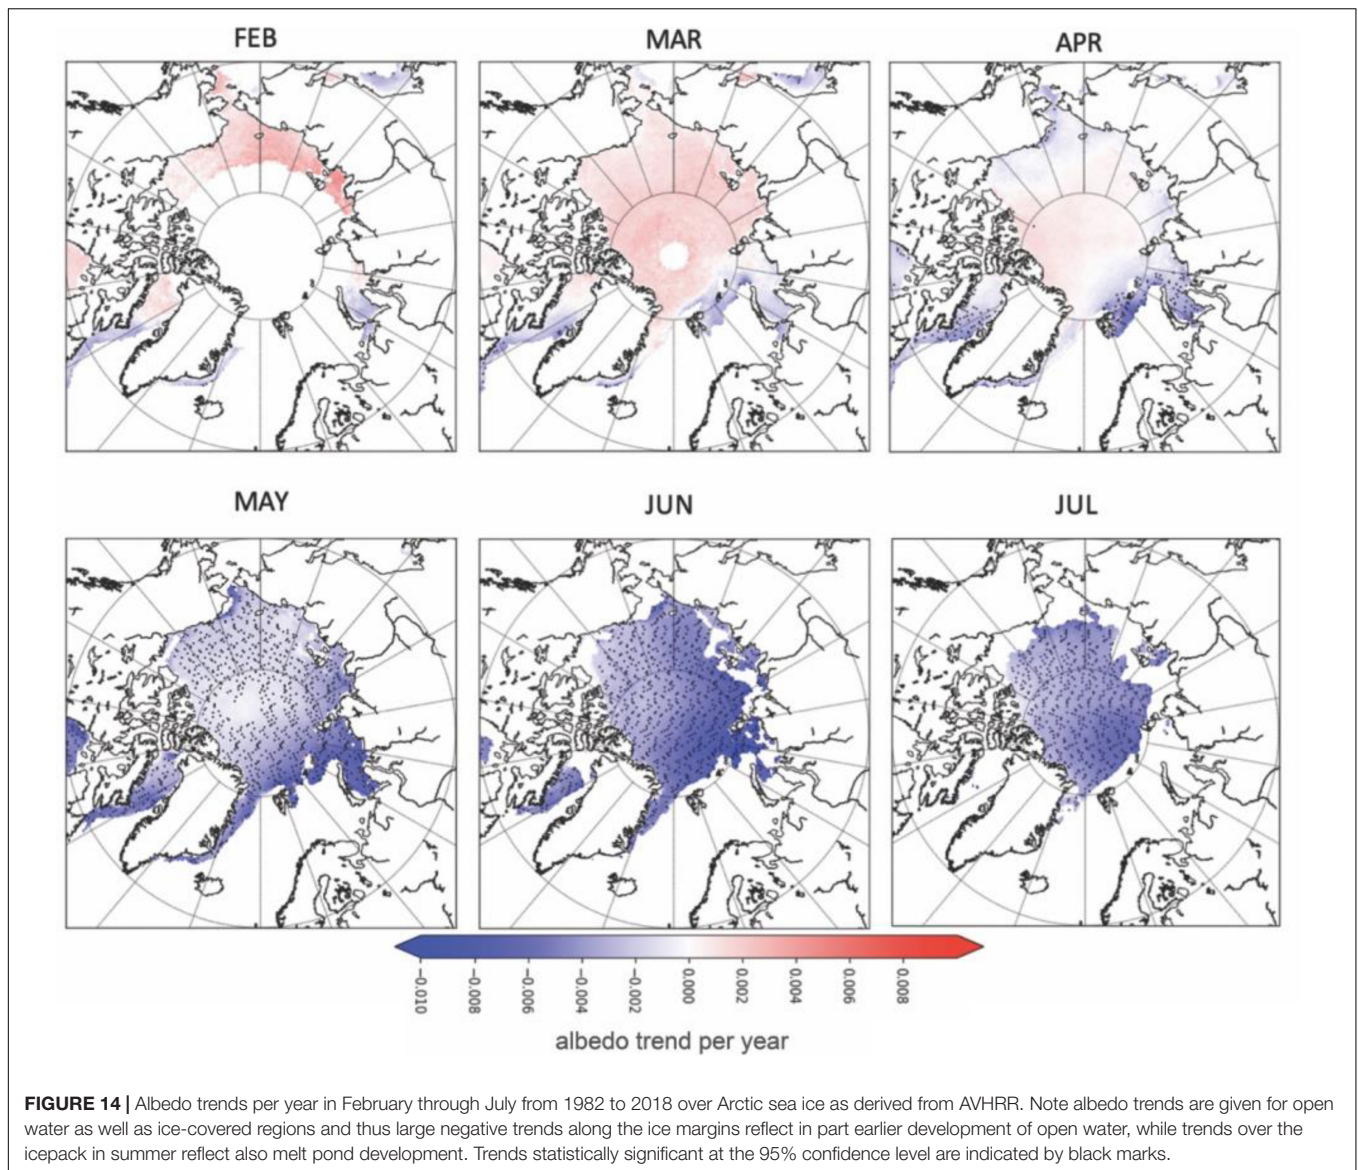 FEB
MAR
APR
MAY
JUN
JUL
−0.010
−0.008
−0.006
−0.004
−0.002
0.000
0.002
0.004
0.006
0.008
albedo trend per year
FIGURE 14 | Albedo trends per year in February through July from 1982 to 2018 over Arctic sea ice as derived from AVHRR. Note albedo trends are given for open
water as well as ice-covered regions and thus large negative trends along the ice margins reflect in part earlier development of open water, while trends over the
icepack in summer reflect also melt pond development. Trends statistically significant at the 95% confidence level are indicated by black marks.